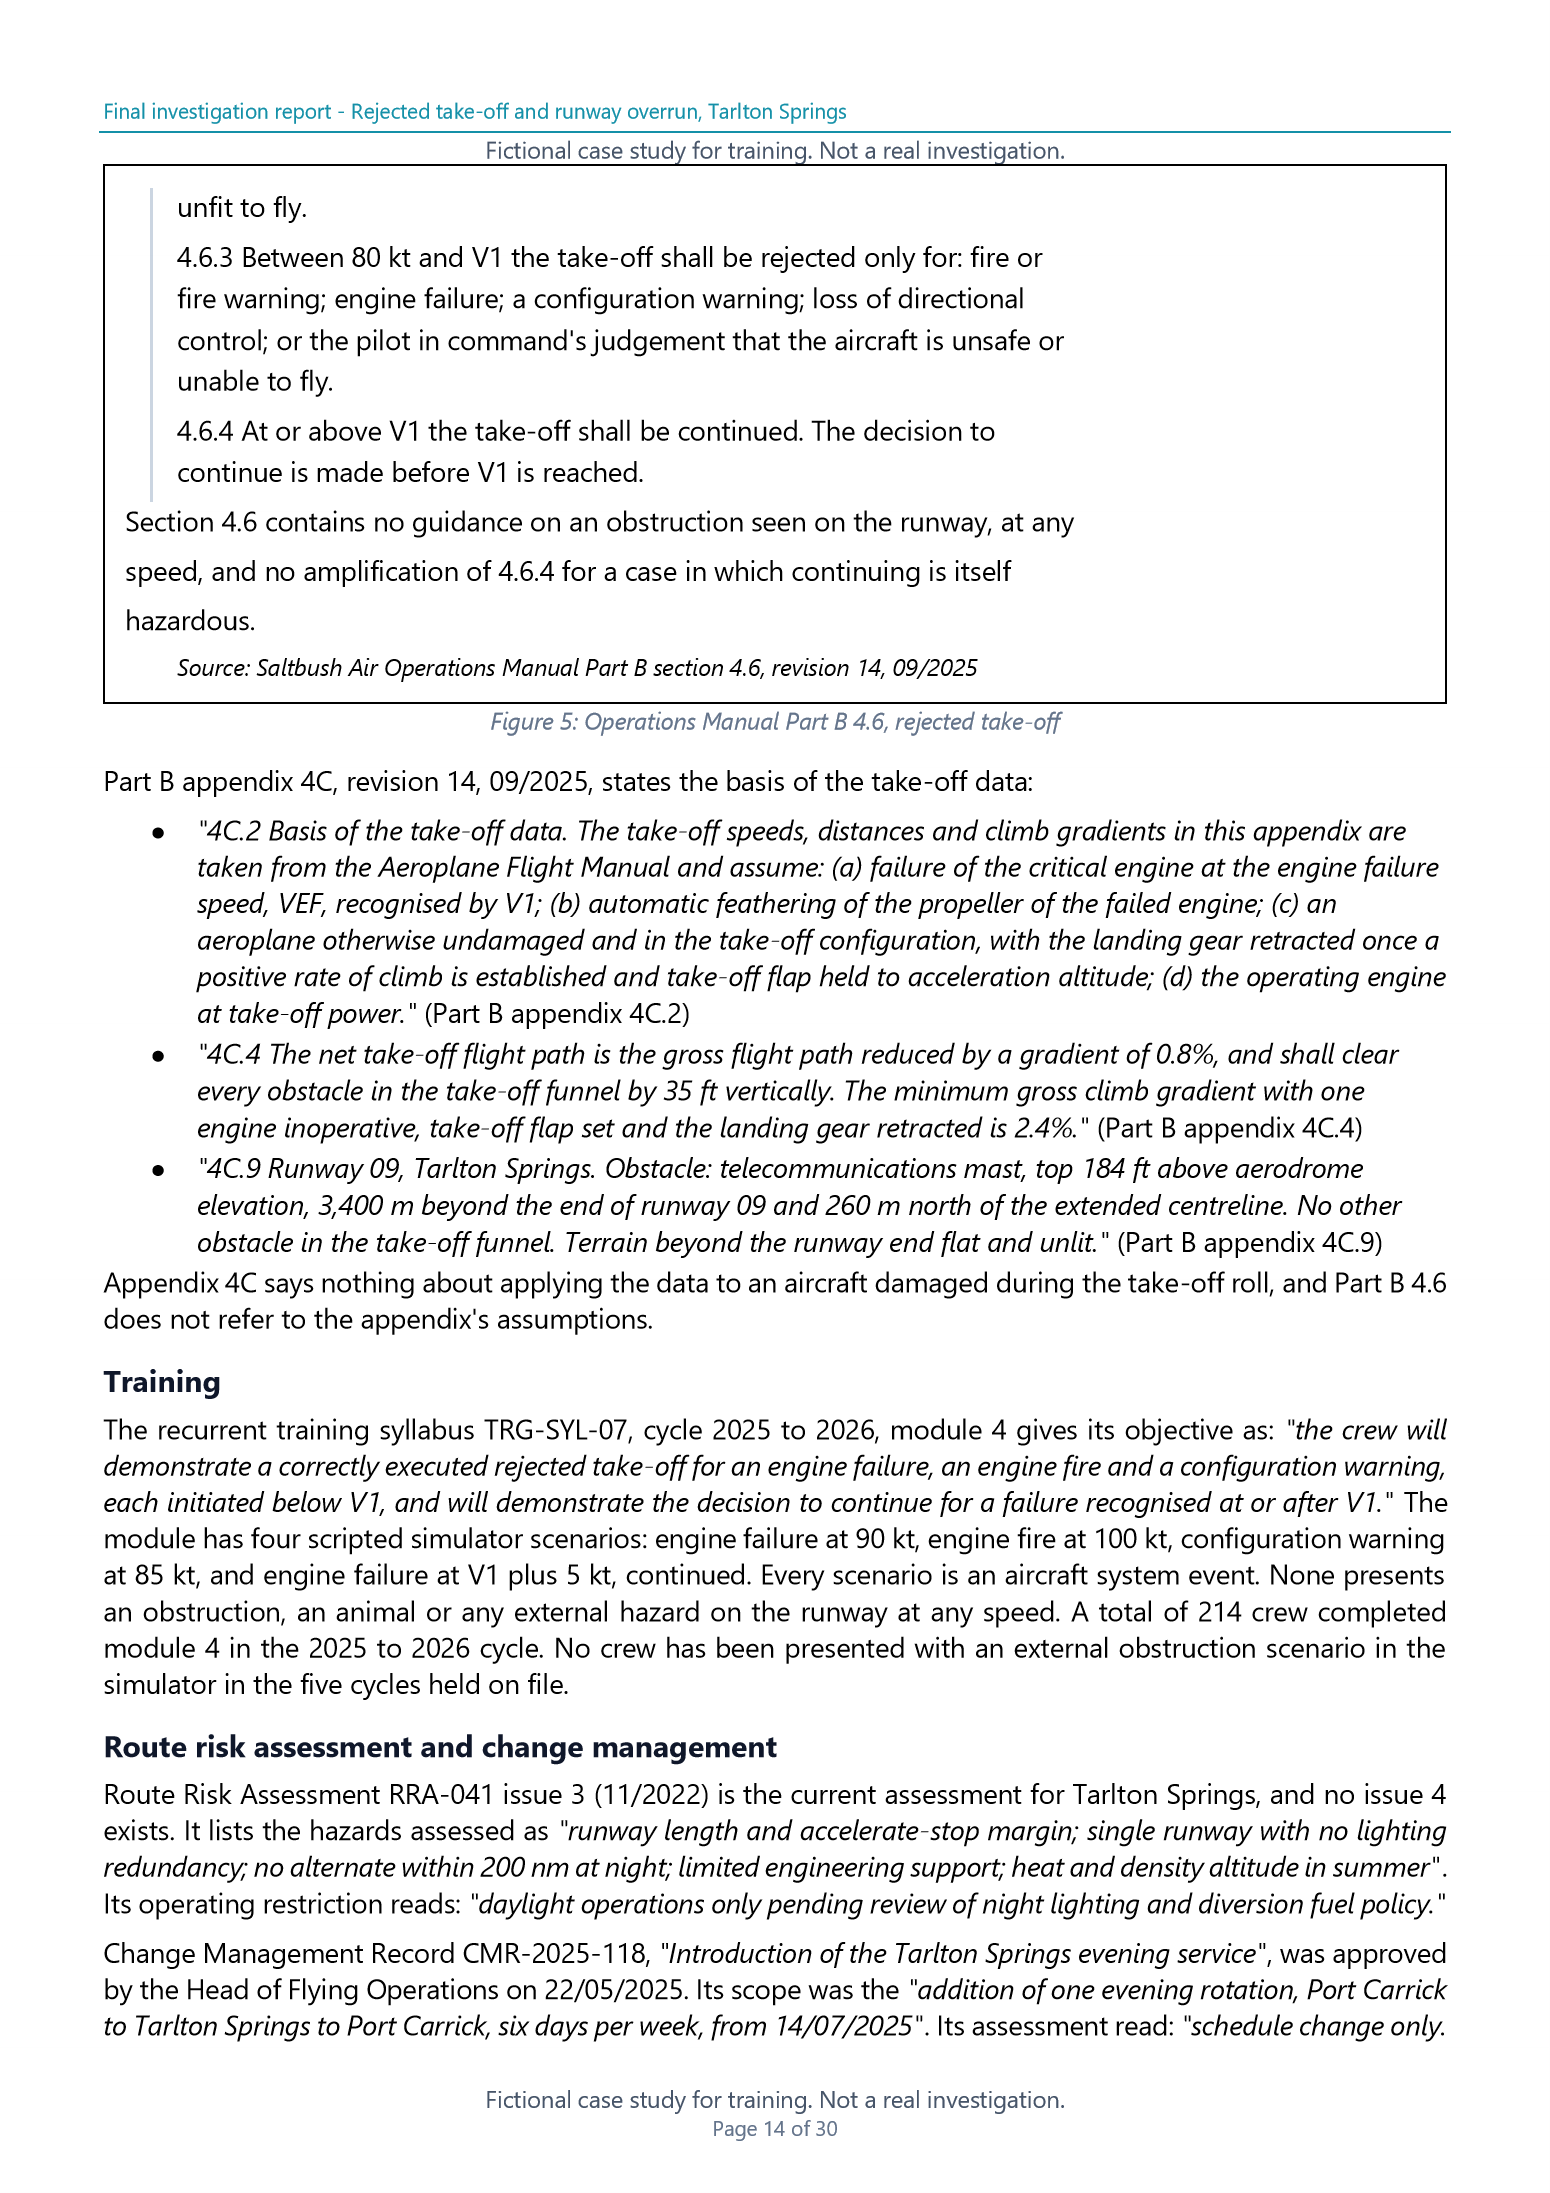 Final investigation report - Rejected take-off and runway overrun, Tarlton Springs
Fictional case study for training. Not a real investigation.
unfit to fly.
4.6.3 Between 80 kt and V1 the take-off shall be rejected only for: fire or
fire warning; engine failure; a configuration warning; loss of directional
control; or the pilot in command's judgement that the aircraft is unsafe or
unable to fly.
4.6.4 At or above V1 the take-off shall be continued. The decision to
continue is made before V1 is reached.
Section 4.6 contains no guidance on an obstruction seen on the runway, at any
speed, and no amplification of 4.6.4 for a case in which continuing is itself
hazardous.
Source: Saltbush Air Operations Manual Part B section 4.6, revision 14, 09/2025
Figure 5: Operations Manual Part B 4.6, rejected take-off
Part B appendix 4C, revision 14, 09/2025, states the basis of the take-off data:
● "4C.2 Basis of the take-off data. The take-off speeds, distances and climb gradients in this appendix are
taken from the Aeroplane Flight Manual and assume: (a) failure of the critical engine at the engine failure
speed, VEF, recognised by V1; (b) automatic feathering of the propeller of the failed engine; (c) an
aeroplane otherwise undamaged and in the take-off configuration, with the landing gear retracted once a
positive rate of climb is established and take-off flap held to acceleration altitude; (d) the operating engine
at take-off power." (Part B appendix 4C.2)
● "4C.4 The net take-off flight path is the gross flight path reduced by a gradient of 0.8%, and shall clear
every obstacle in the take-off funnel by 35 ft vertically. The minimum gross climb gradient with one
engine inoperative, take-off flap set and the landing gear retracted is 2.4%." (Part B appendix 4C.4)
● "4C.9 Runway 09, Tarlton Springs. Obstacle: telecommunications mast, top 184 ft above aerodrome
elevation, 3,400 m beyond the end of runway 09 and 260 m north of the extended centreline. No other
obstacle in the take-off funnel. Terrain beyond the runway end flat and unlit." (Part B appendix 4C.9)
Appendix 4C says nothing about applying the data to an aircraft damaged during the take-off roll, and Part B 4.6
does not refer to the appendix's assumptions.
Training
The recurrent training syllabus TRG-SYL-07, cycle 2025 to 2026, module 4 gives its objective as: "the crew will
demonstrate a correctly executed rejected take-off for an engine failure, an engine fire and a configuration warning,
each initiated below V1, and will demonstrate the decision to continue for a failure recognised at or after V1." The
module has four scripted simulator scenarios: engine failure at 90 kt, engine fire at 100 kt, configuration warning
at 85 kt, and engine failure at V1 plus 5 kt, continued. Every scenario is an aircraft system event. None presents
an obstruction, an animal or any external hazard on the runway at any speed. A total of 214 crew completed
module 4 in the 2025 to 2026 cycle. No crew has been presented with an external obstruction scenario in the
simulator in the five cycles held on file.
Route risk assessment and change management
Route Risk Assessment RRA-041 issue 3 (11/2022) is the current assessment for Tarlton Springs, and no issue 4
exists. It lists the hazards assessed as "runway length and accelerate-stop margin; single runway with no lighting
redundancy; no alternate within 200 nm at night; limited engineering support; heat and density altitude in summer".
Its operating restriction reads: "daylight operations only pending review of night lighting and diversion fuel policy."
Change Management Record CMR-2025-118, "Introduction of the Tarlton Springs evening service", was approved
by the Head of Flying Operations on 22/05/2025. Its scope was the "addition of one evening rotation, Port Carrick
to Tarlton Springs to Port Carrick, six days per week, from 14/07/2025". Its assessment read: "schedule change only.
Fictional case study for training. Not a real investigation.
Page 14 of 30